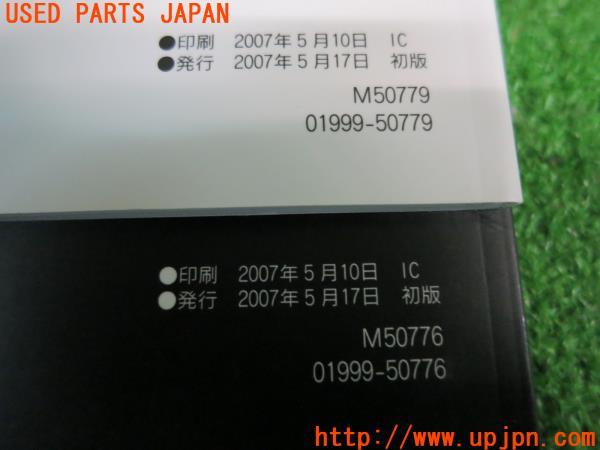 USED PARTS JAPAN
●印刷 2007年5月10日 IC
●発行 2007年5月17日 初版
M50779
01999-50779
●印刷 2007年5月10日 IC
●発行 2007年5月17日 初版
M50776
01999-50776
http://www.upjpn.com/